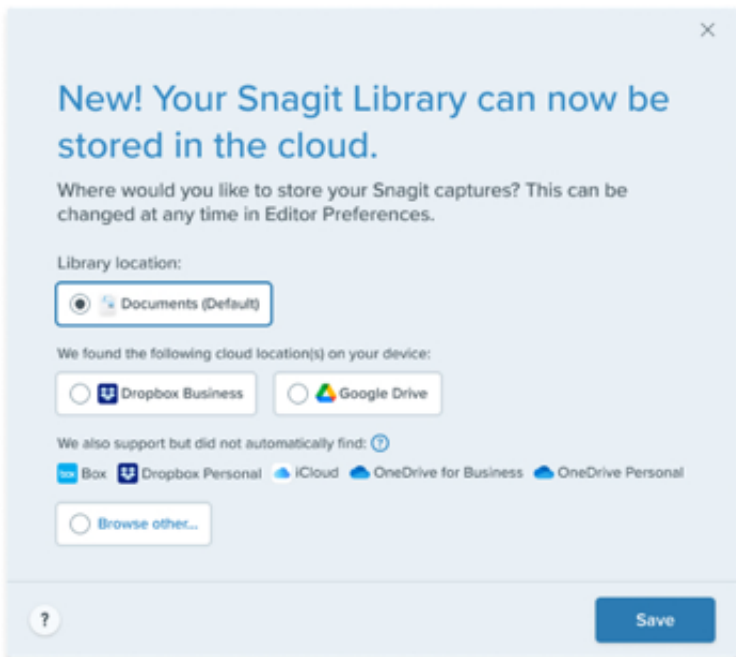 New! Your Snagit Library can now be
stored in the cloud.
Where would you like to store your Snagit captures? This can be
changed at any time in Editor Preferences.
Library location:
Documents (Default)
We found the following cloud location(s) on your device:
Dropbox Business Google Drive
We also support but did not automatically find: ?
box Box Dropbox Personal iCloud OneDrive for Business OneDrive Personal
Browse other...
? Save